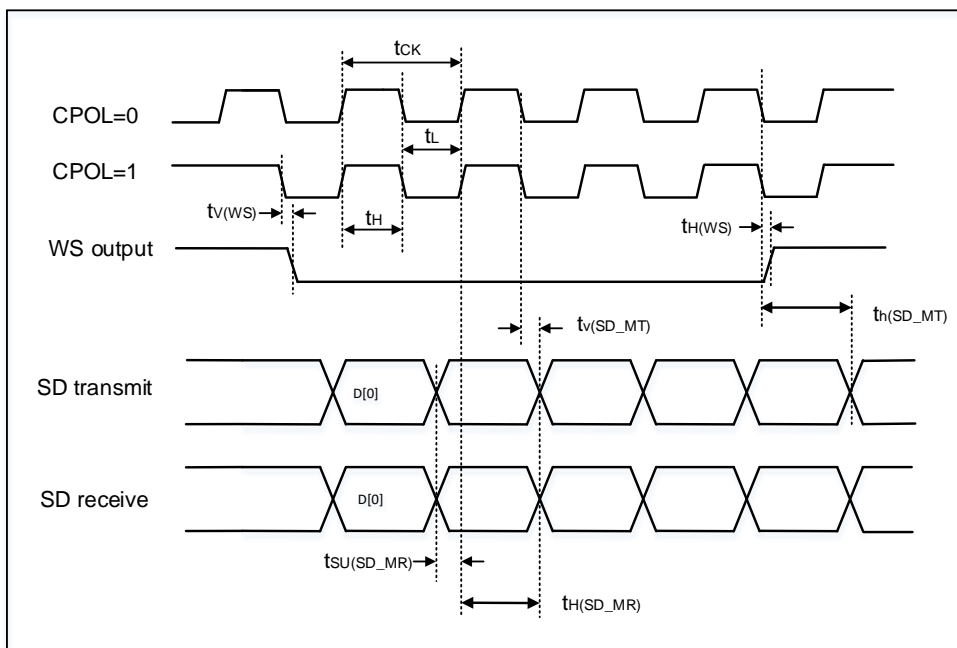 tCK
CPOL=0
tL
CPOL=1
tV(WS)
tH
tH(WS)
WS output
tv(SD_MT)
th(SD_MT)
SD transmit
D[0]
SD receive
D[0]
tSU(SD_MR)
tH(SD_MR)